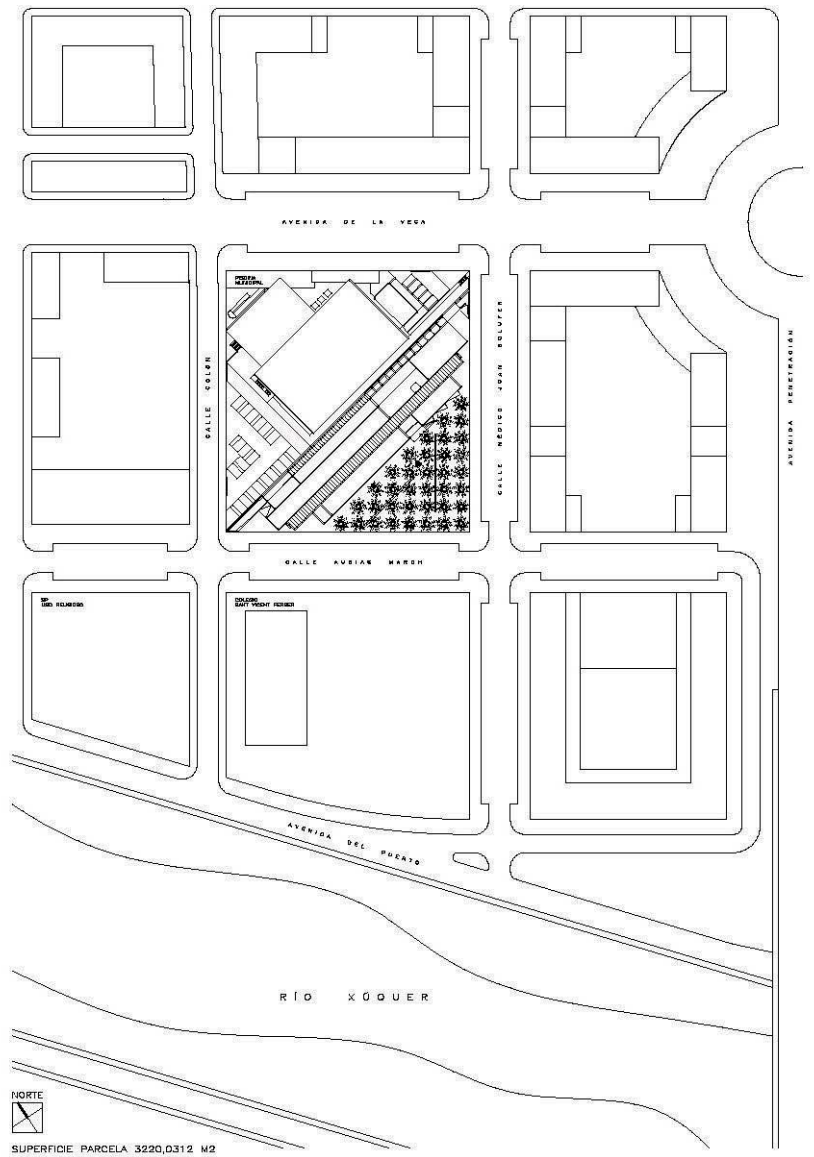 AVENIDA DE LA VEGA
PISCINA
MUNICIPAL
CALLE COLÓN
CALLE MÉDICO JOAN BOLUFER
AVENIDA PENETRACIÓN
CALLE AUSIAS MARCH
SP
USO RELIGIOSO
COLEGIO
SANT VICENT FERRER
AVENIDA DEL PUERTO
RÍO XÚQUER
NORTE
SUPERFICIE PARCELA 3220,0312 M2